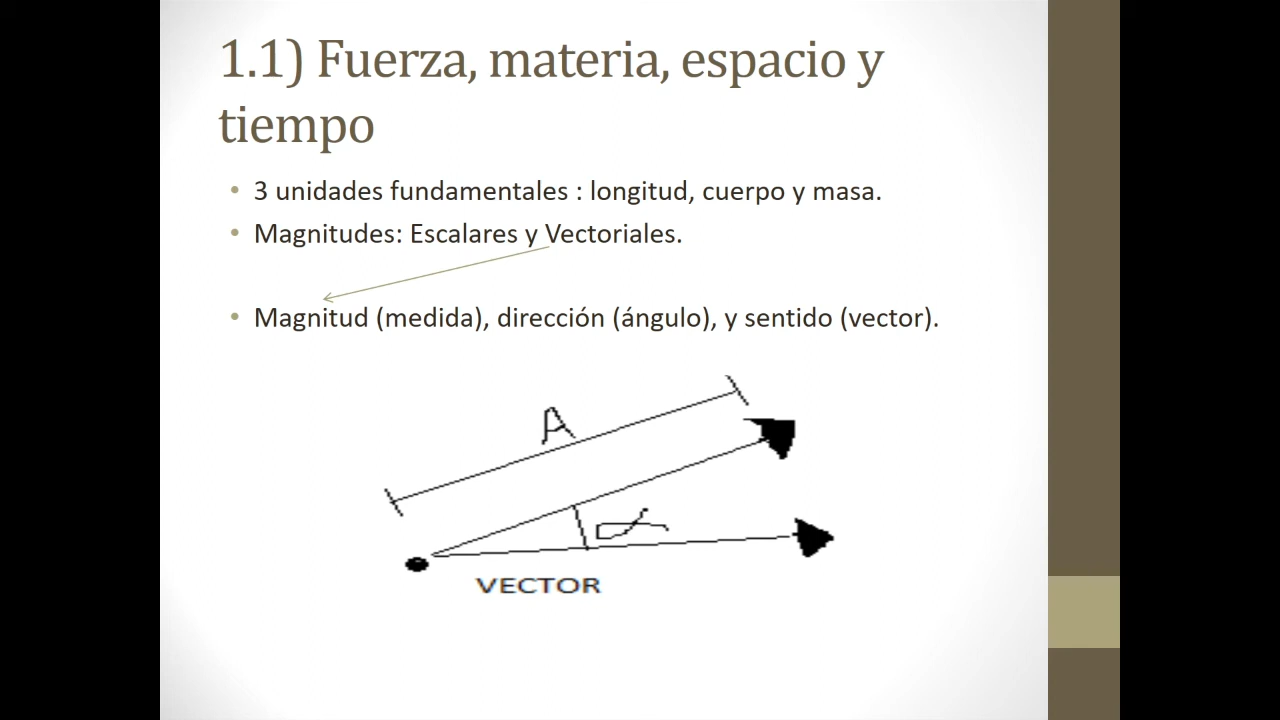 1.1) Fuerza, materia, espacio y
tiempo
• 3 unidades fundamentales : longitud, cuerpo y masa.
• Magnitudes: Escalares y Vectoriales.
• Magnitud (medida), dirección (ángulo), y sentido (vector).
A
α
VECTOR